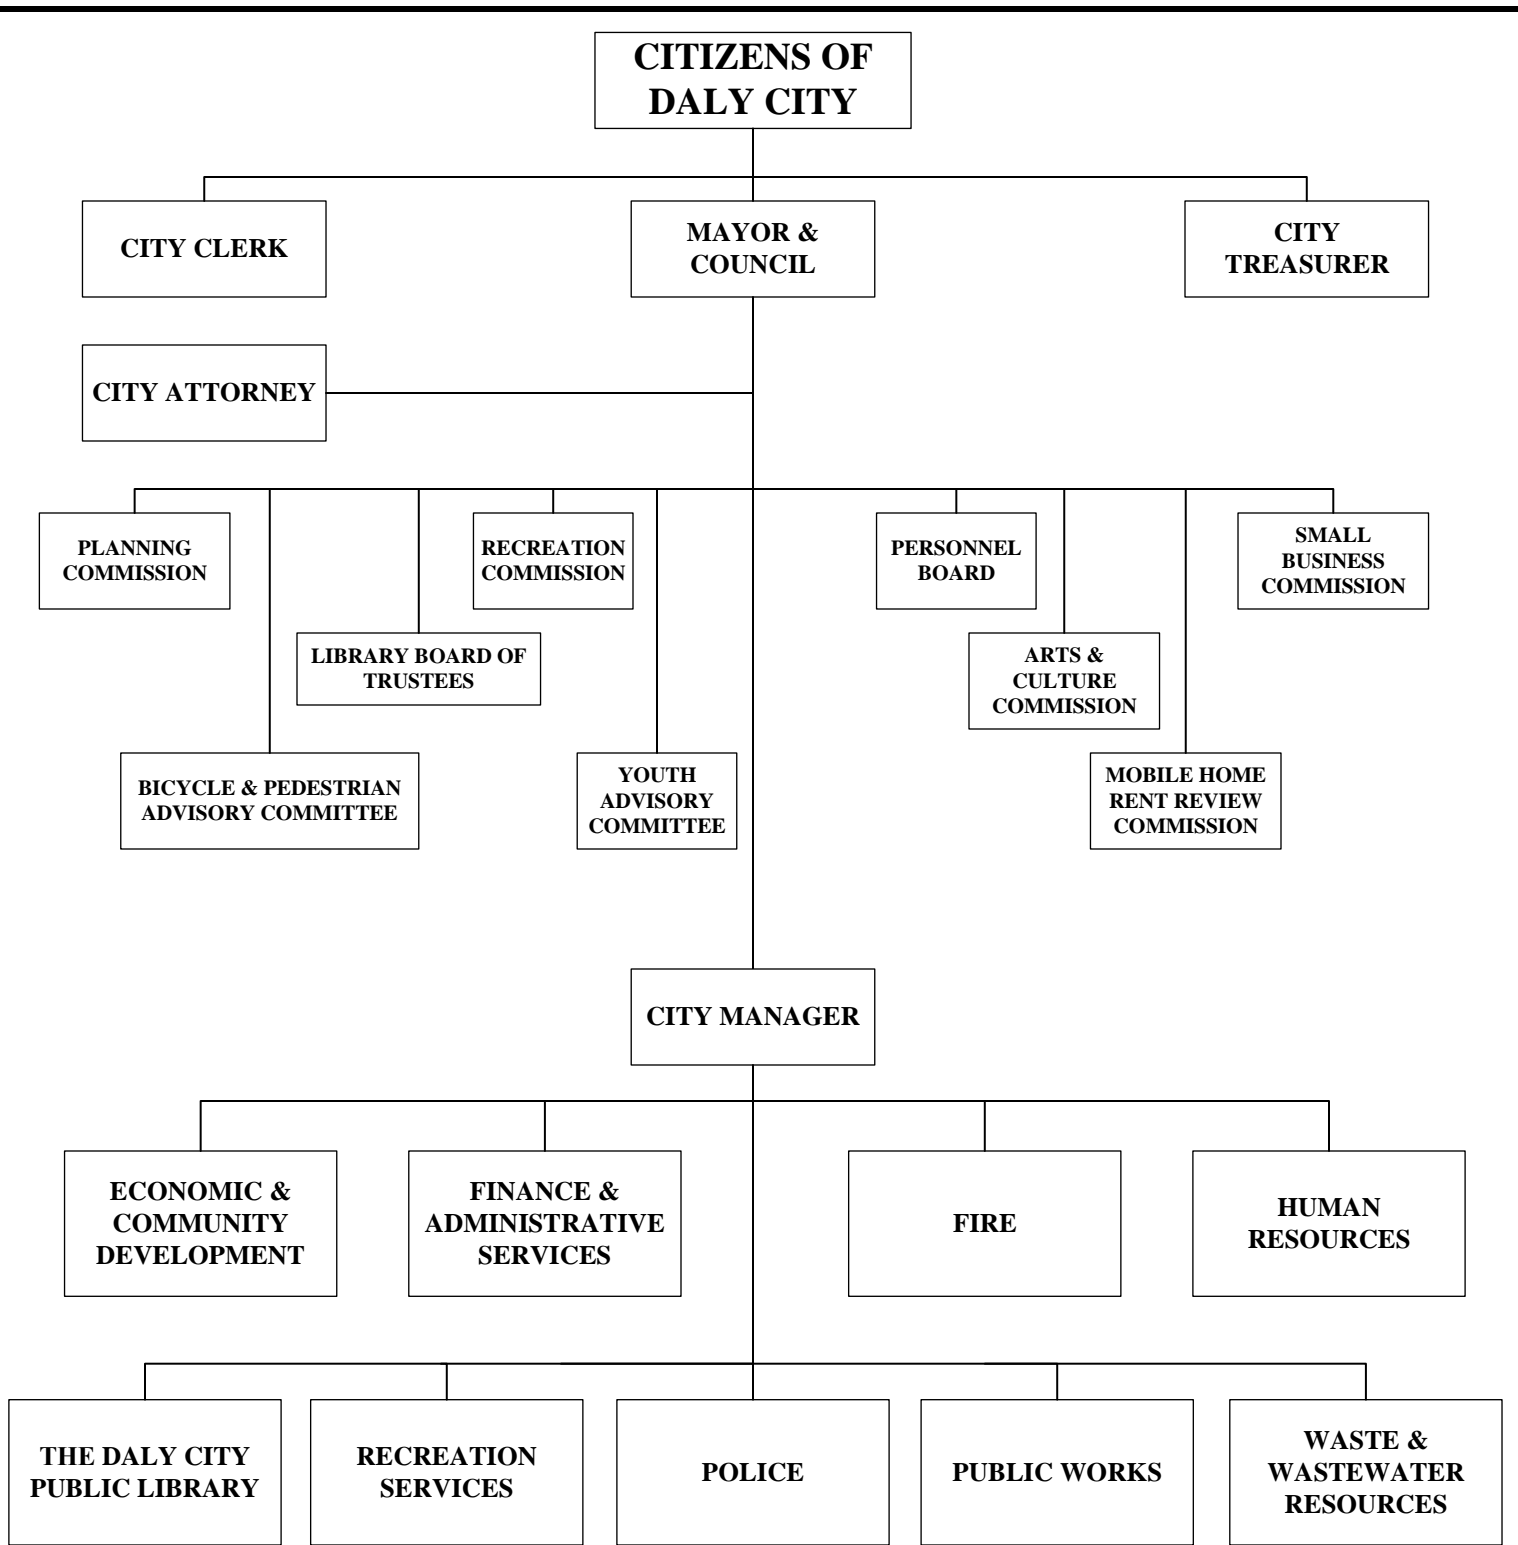 CITIZENS OF
DALY CITY
CITY CLERK
MAYOR &
COUNCIL
CITY
TREASURER
CITY ATTORNEY
PLANNING
COMMISSION
RECREATION
COMMISSION
PERSONNEL
BOARD
SMALL
BUSINESS
COMMISSION
LIBRARY BOARD OF
TRUSTEES
ARTS &
CULTURE
COMMISSION
BICYCLE & PEDESTRIAN
ADVISORY COMMITTEE
YOUTH
ADVISORY
COMMITTEE
MOBILE HOME
RENT REVIEW
COMMISSION
CITY MANAGER
ECONOMIC &
COMMUNITY
DEVELOPMENT
FINANCE &
ADMINISTRATIVE
SERVICES
FIRE
HUMAN
RESOURCES
THE DALY CITY
PUBLIC LIBRARY
RECREATION
SERVICES
POLICE
PUBLIC WORKS
WASTE &
WASTEWATER
RESOURCES